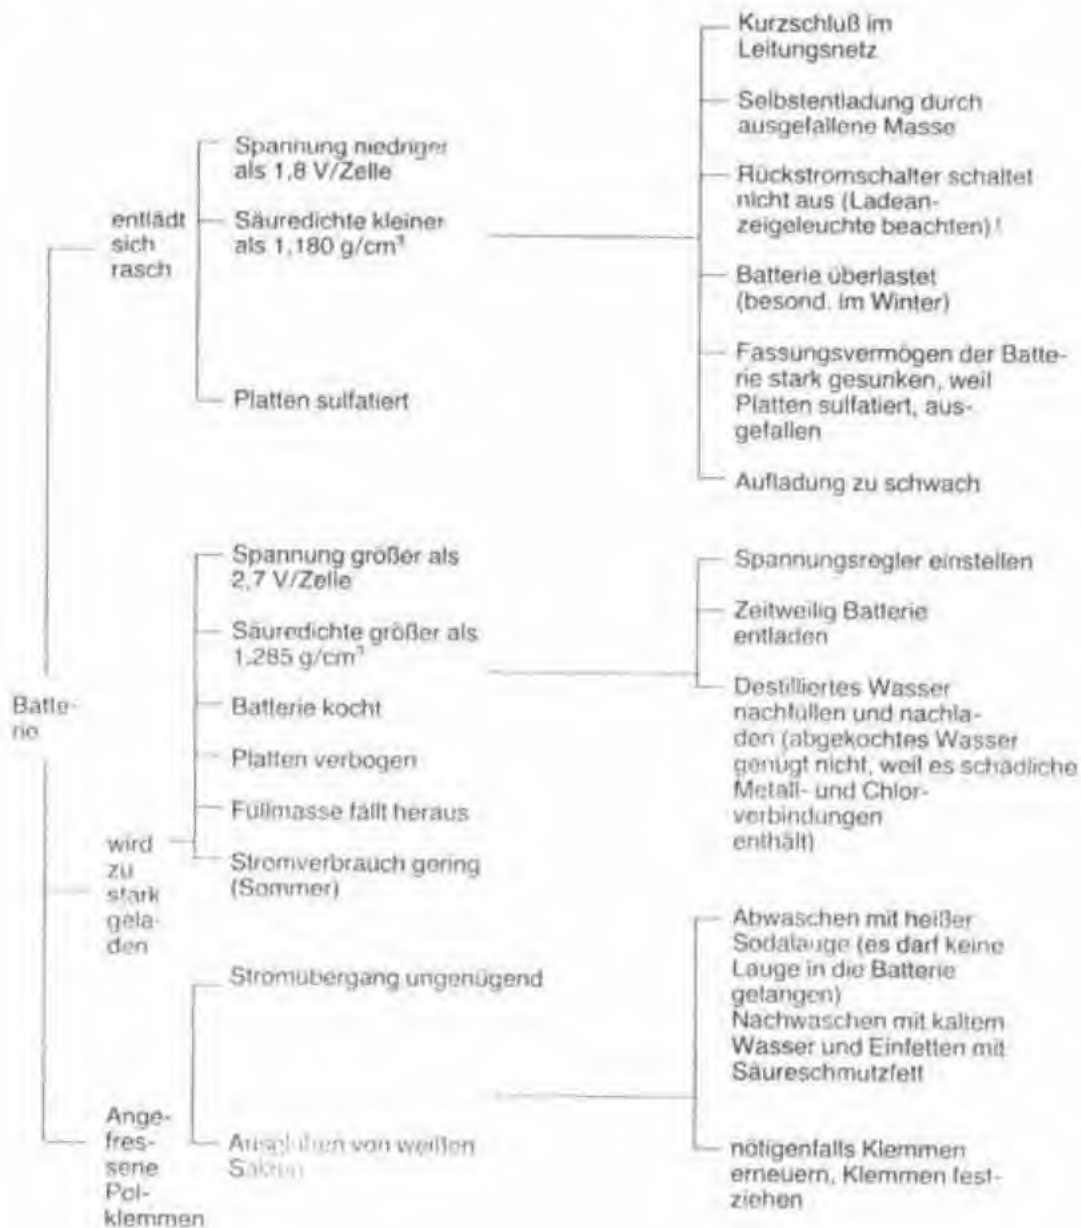 Batte-
rie
entlädt
sich
rasch
Spannung niedriger
als 1,8 V/Zelle
Säuredichte kleiner
als 1,180 g/cm³
Platten sulfatiert
Kurzschluß im
Leitungsnetz
Selbstentladung durch
ausgefallene Masse
Rückstromschalter schaltet
nicht aus (Ladean-
zeigeleuchte beachten)!
Batterie überlastet
(besond. im Winter)
Fassungsvermögen der Batte-
rie stark gesunken, weil
Platten sulfatiert, aus-
gefallen
Aufladung zu schwach
wird
zu
stark
gela-
den
Spannung größer als
2,7 V/Zelle
Säuredichte größer als
1.285 g/cm³
Batterie kocht
Platten verbogen
Füllmasse fällt heraus
Stromverbrauch gering
(Sommer)
Spannungsregler einstellen
Zeitweilig Batterie
entladen
Destilliertes Wasser
nachfüllen und nachla-
den (abgekochtes Wasser
genügt nicht, weil es schädliche
Metall- und Chlor-
verbindungen
enthält)
Ange-
fres-
sene
Pol-
klemmen
Stromübergang ungenügend
von weißen
Abwaschen mit heißer
Sodalauge (es darf keine
Lauge in die Batterie
gelangen)
Nachwaschen mit kaltem
Wasser und Einfetten mit
Säureschmutzfett
nötigenfalls Klemmen
erneuern, Klemmen fest-
ziehen